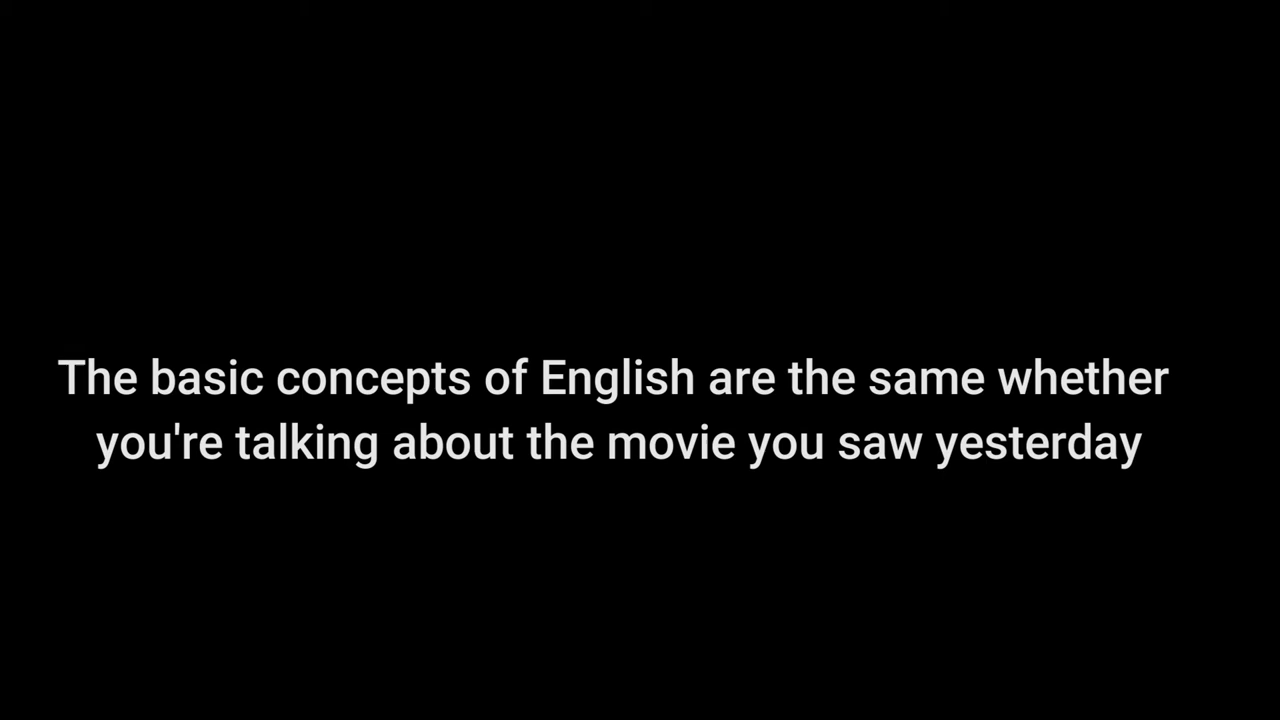 The basic concepts of English are the same whether
you're talking about the movie you saw yesterday